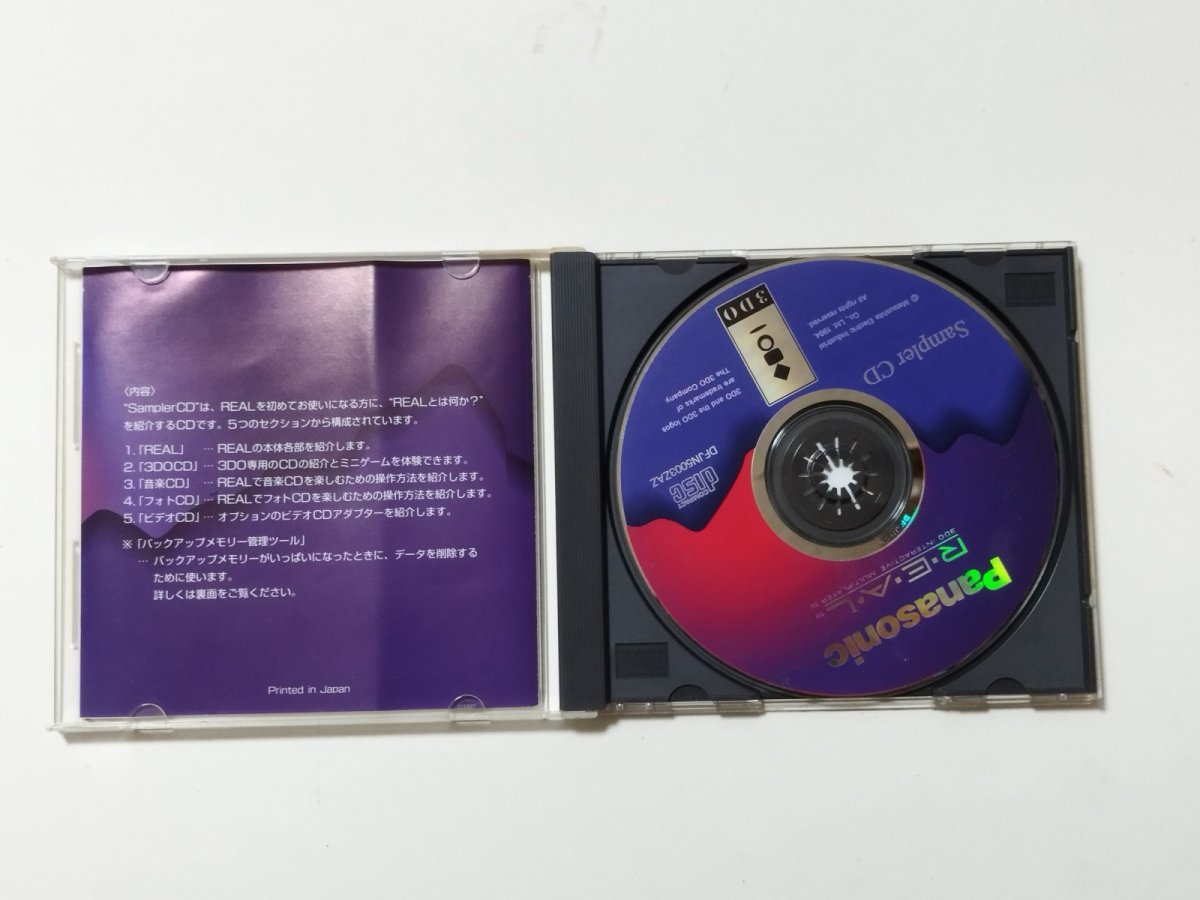 〈内容〉
"SamplerCD"は、REALを初めてお使いになる方に、"REALとは何か?"
を紹介するCDです。5つのセクションから構成されています。
1.「REAL」 … REALの本体各部を紹介します。
2.「3DOCD」… 3DO専用のCDの紹介とミニゲームを体験できます。
3.「音楽CD」 … REALで音楽CDを楽しむための操作方法を紹介します。
4.「フォトCD」… REALでフォトCDを楽しむための操作方法を紹介します。
5.「ビデオCD」… オプションのビデオCDアダプターを紹介します。
※「バックアップメモリー管理ツール」
… バックアップメモリーがいっぱいになったときに、データを削除する
ために使います。
詳しくは裏面をご覧ください。
Printed in Japan
Panasonic
R・E・A・L
3DO INTERACTIVE MULTIPLAYER
COMPACT
disc
DFJN5003ZAZ
3DO and the 3DO logos
are trademarks of
The 3DO Company
3DO
Sampler CD
© Matsushita Electric Industrial
Co., Ltd. 1994.
All rights reserved.